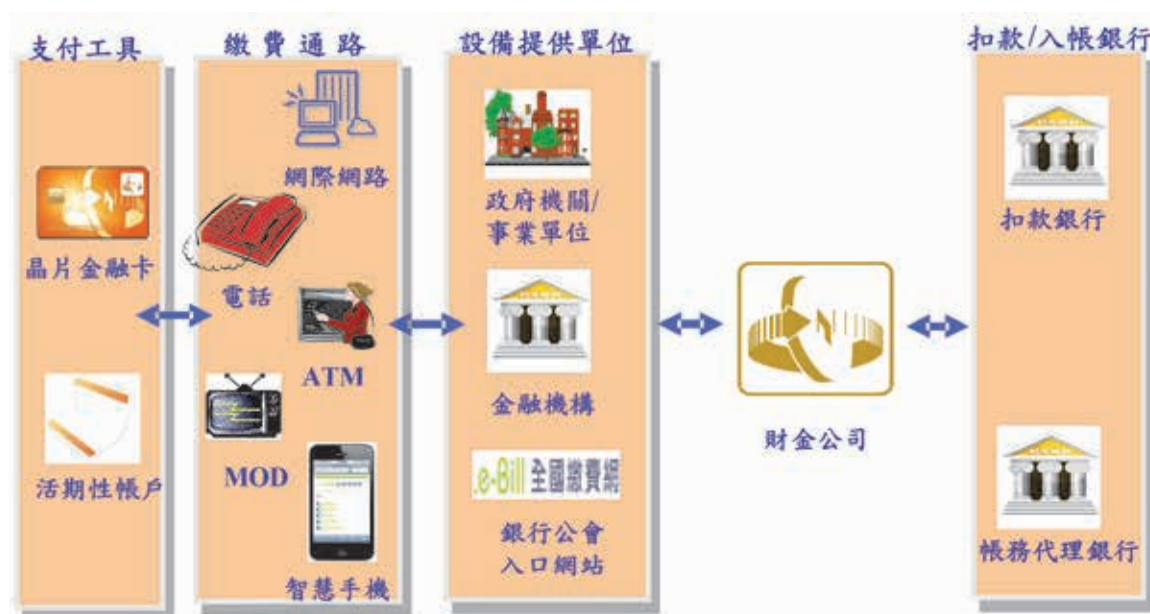 支付工具
晶片金融卡
活期性帳戶
繳費通路
網際網路
電話
ATM
MOD
智慧手機
設備提供單位
政府機關/
事業單位
金融機構
e-Bill 全國繳費網
銀行公會
入口網站
財金公司
扣款/入帳銀行
扣款銀行
帳務代理銀行